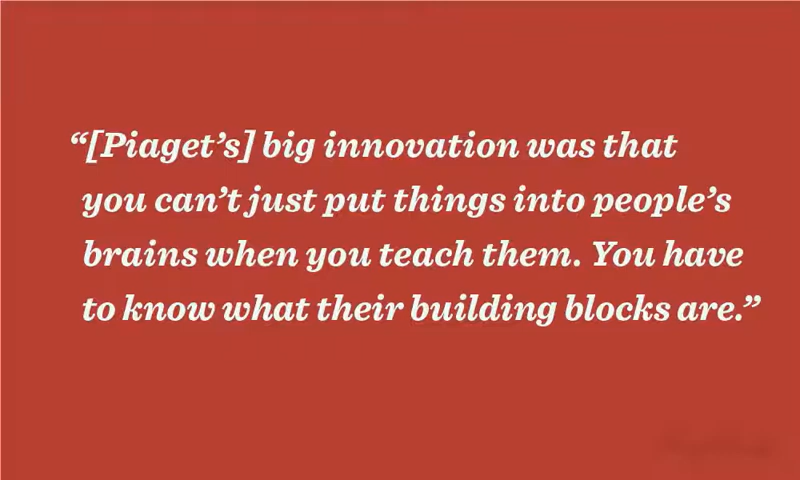 “[Piaget’s] big innovation was that
you can’t just put things into people’s
brains when you teach them. You have
to know what their building blocks are.”